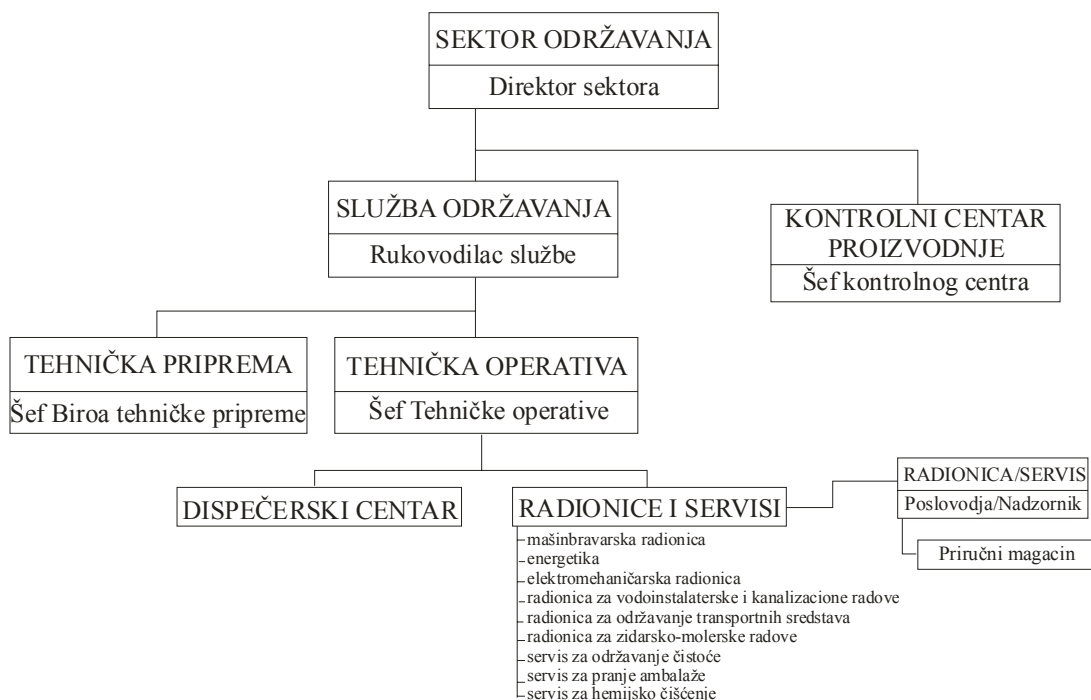 SEKTOR ODRŽAVANJA
Direktor sektora
SLUŽBA ODRŽAVANJA
Rukovodilac službe
KONTROLNI CENTAR
PROIZVODNJE
Šef kontrolnog centra
TEHNIČKA PRIPREMA
Šef Biroa tehničke pripreme
TEHNIČKA OPERATIVA
Šef Tehničke operative
DISPEČERSKI CENTAR
RADIONICE I SERVISI
mašinbravarska radionica
energetika
elektromehaničarska radionica
radionica za vodoinstalaterske i kanalizacione radove
radionica za održavanje transportnih sredstava
radionica za zidarsko-molerske radove
servis za održavanje čistoće
servis za pranje ambalaže
servis za hemijsko čišćenje
RADIONICA/SERVIS
Poslovodja/Nadzornik
Priručni magacin